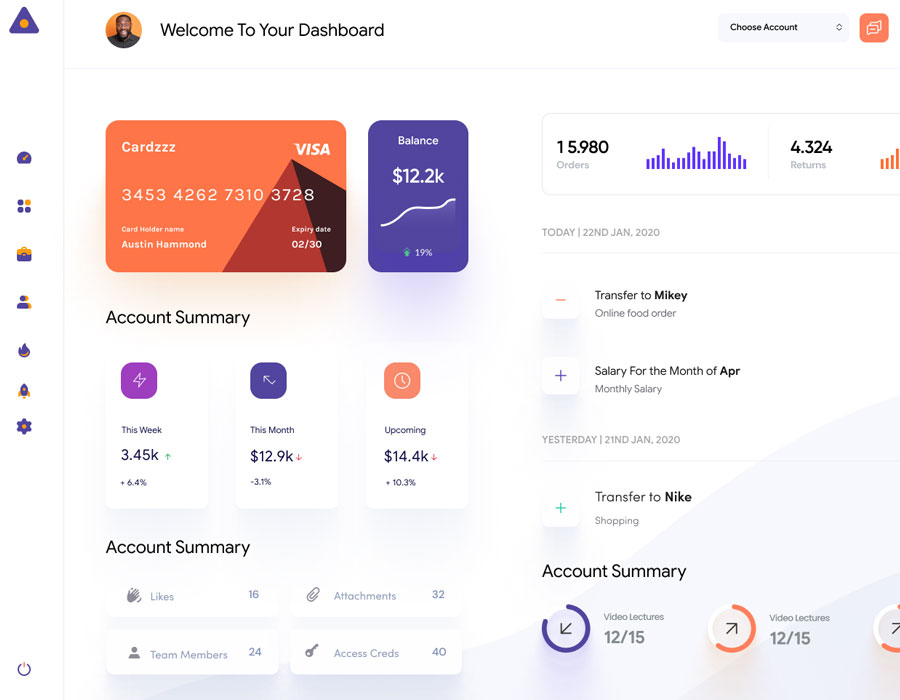 Welcome To Your Dashboard
Choose Account
Cardzzz
VISA
3453 4262 7310 3728
Card Holder name
Expiry date
Austin Hammond
02/30
Balance
$12.2k
19%
1 5.980
Orders
4.324
Returns
TODAY | 22ND JAN, 2020
Transfer to Mikey
Online food order
Salary For the Month of Apr
Monthly Salary
YESTERDAY | 21ND JAN, 2020
Transfer to Nike
Shopping
Account Summary
This Week
3.45k
+ 6.4%
This Month
$12.9k
-3.1%
Upcoming
$14.4k
+ 10.3%
Account Summary
Likes 16
Attachments 32
Team Members 24
Access Creds 40
Account Summary
Video Lectures
12/15
Video Lectures
12/15